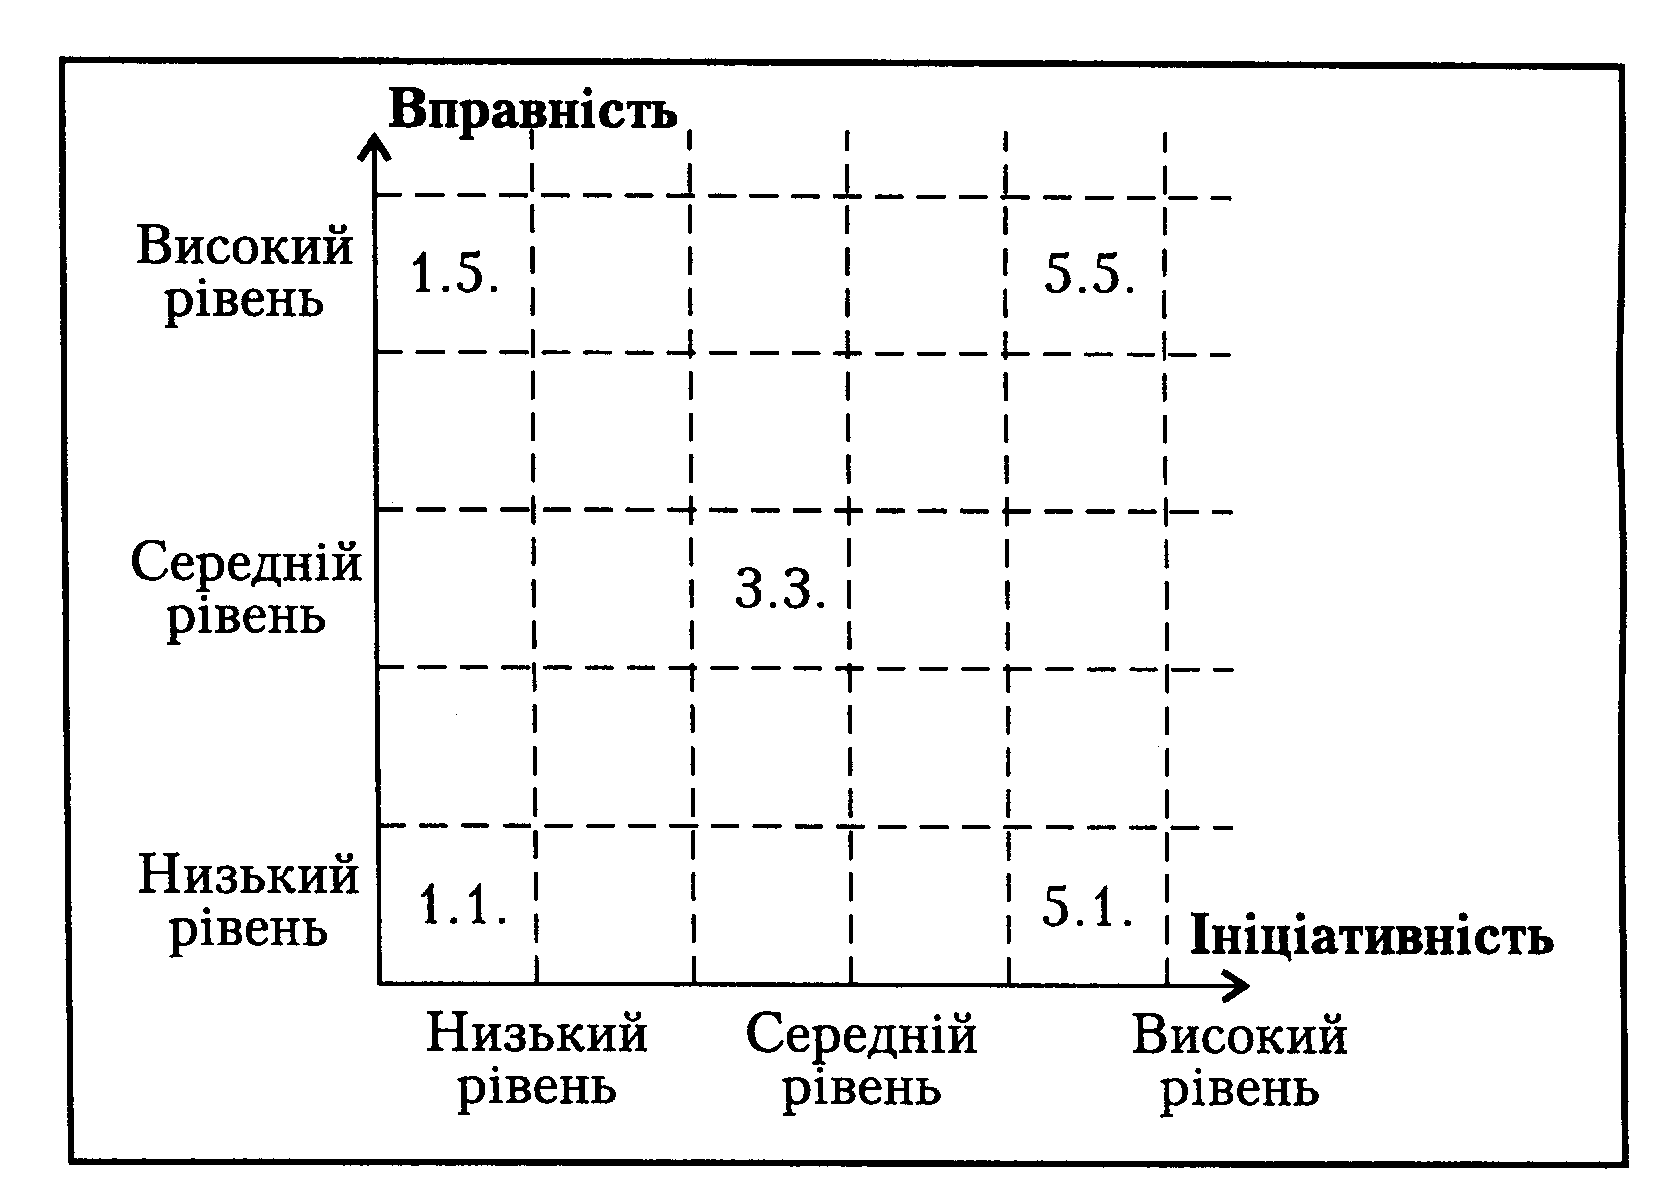 Вправність
Високий
рівень
1.5.
5.5.
Середній
рівень
3.3.
Низький
рівень
1.1.
5.1.
Ініціативність
Низький
рівень
Середній
рівень
Високий
рівень